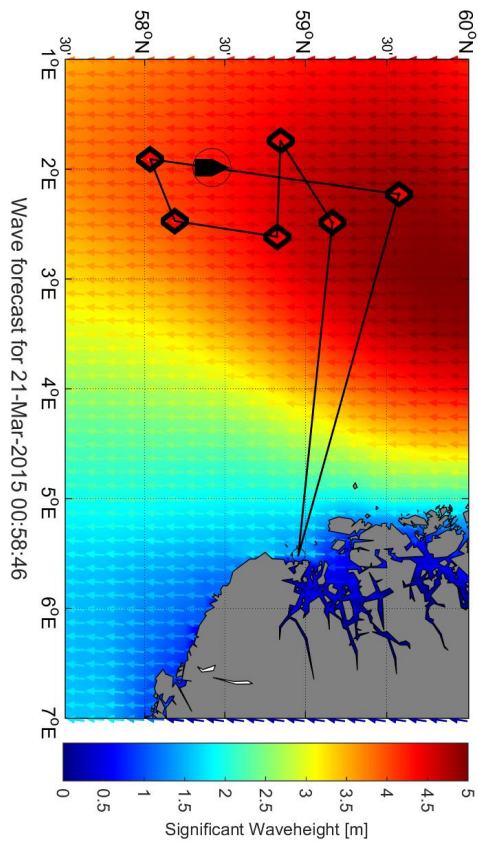 30'
58°N
30'
59°N
30'
60°N
1°E
2°E
3°E
4°E
5°E
6°E
7°E
Wave forecast for 21-Mar-2015 00:58:46
0
0.5
1
1.5
2
2.5
3
3.5
4
4.5
5
Significant Waveheight [m]